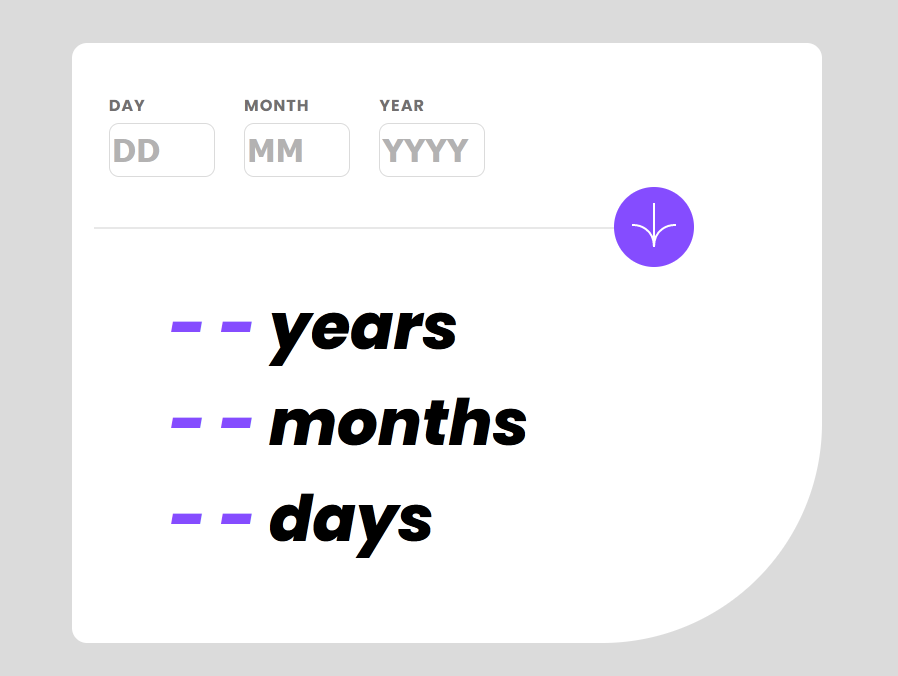 DAY MONTH YEAR
DD MM YYYY
- - years
- - months
- - days